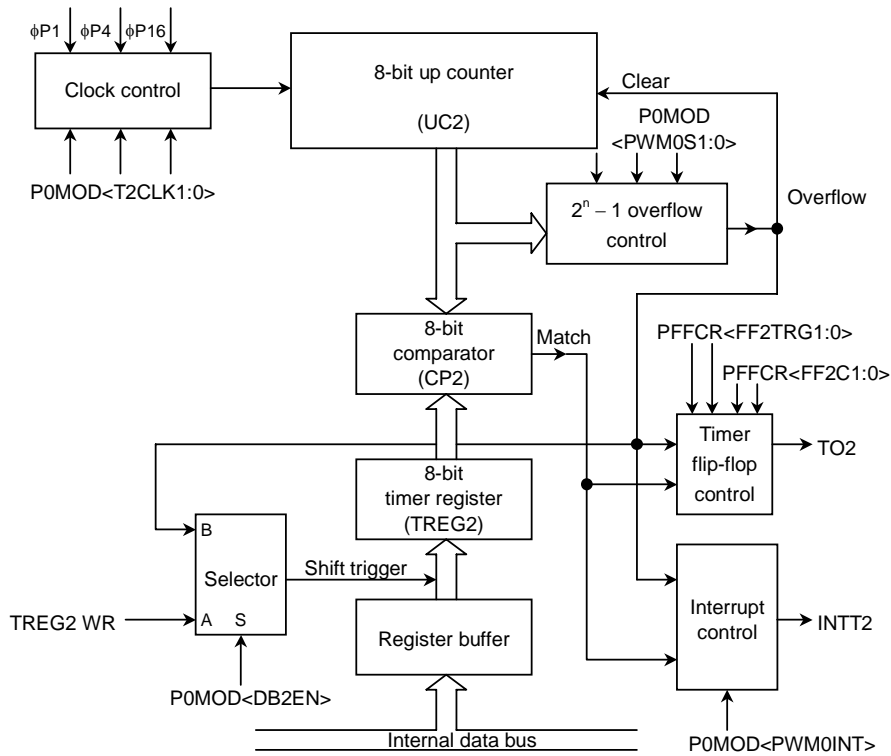 ϕP1 ϕP4 ϕP16
Clock control
P0MOD<T2CLK1:0>
8-bit up counter
(UC2)
Clear
P0MOD
<PWM0S1:0>
2ⁿ – 1 overflow
control
Overflow
8-bit
comparator
(CP2)
Match
PFFCR<FF2TRG1:0>
PFFCR<FF2C1:0>
Timer
flip-flop
control
TO2
8-bit
timer register
(TREG2)
B
Selector
A S
Shift trigger
TREG2 WR
P0MOD<DB2EN>
Register buffer
Interrupt
control
INTT2
P0MOD<PWM0INT>
Internal data bus